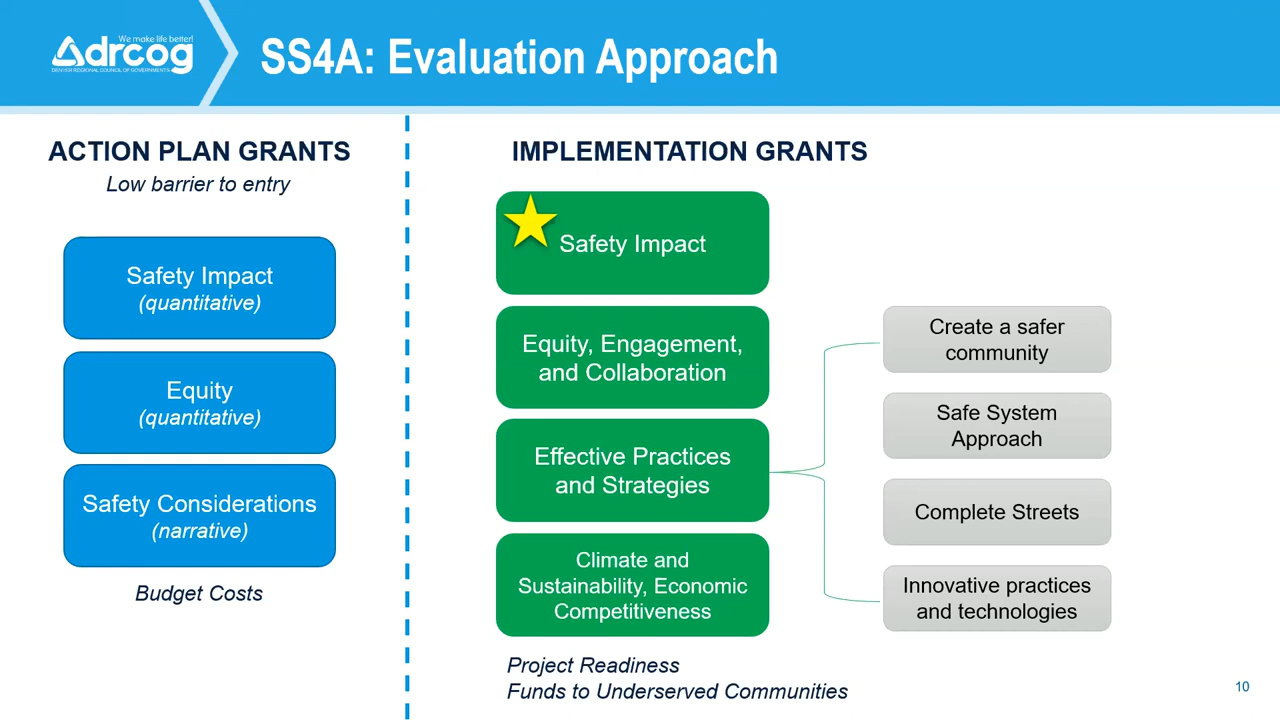 We make life better!
drcog
DENVER REGIONAL COUNCIL OF GOVERNMENTS
SS4A: Evaluation Approach
ACTION PLAN GRANTS
Low barrier to entry
Safety Impact
(quantitative)
Equity
(quantitative)
Safety Considerations
(narrative)
Budget Costs
IMPLEMENTATION GRANTS
Safety Impact
Equity, Engagement,
and Collaboration
Effective Practices
and Strategies
Climate and
Sustainability, Economic
Competitiveness
Project Readiness
Funds to Underserved Communities
Create a safer
community
Safe System
Approach
Complete Streets
Innovative practices
and technologies
10